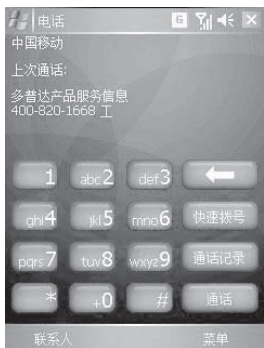 电话 G
中国移动
上次通话:
多普达产品服务信息
400-820-1668 工
1 abc2 def3
ghi4 jkl5 mno6 快速拨号
pqrs7 tuv8 wxyz9 通话记录
* +0 # 通话
联系人 菜单